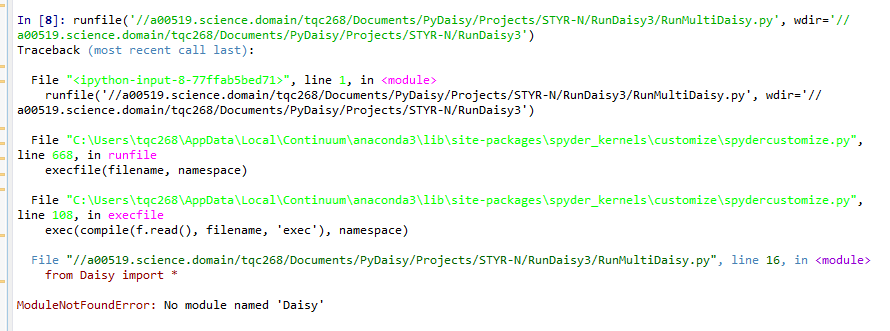 In [8]: runfile('//a00519.science.domain/tqc268/Documents/PyDaisy/Projects/STYR-N/RunDaisy3/RunMultiDaisy.py', wdir='//
a00519.science.domain/tqc268/Documents/PyDaisy/Projects/STYR-N/RunDaisy3')
Traceback (most recent call last):
File "<ipython-input-8-77ffab5bed71>", line 1, in <module>
runfile('//a00519.science.domain/tqc268/Documents/PyDaisy/Projects/STYR-N/RunDaisy3/RunMultiDaisy.py', wdir='//
a00519.science.domain/tqc268/Documents/PyDaisy/Projects/STYR-N/RunDaisy3')
File "C:\Users\tqc268\AppData\Local\Continuum\anaconda3\lib\site-packages\spyder_kernels\customize\spydercustomize.py",
line 668, in runfile
execfile(filename, namespace)
File "C:\Users\tqc268\AppData\Local\Continuum\anaconda3\lib\site-packages\spyder_kernels\customize\spydercustomize.py",
line 108, in execfile
exec(compile(f.read(), filename, 'exec'), namespace)
File "//a00519.science.domain/tqc268/Documents/PyDaisy/Projects/STYR-N/RunDaisy3/RunMultiDaisy.py", line 16, in <module>
from Daisy import *
ModuleNotFoundError: No module named 'Daisy'